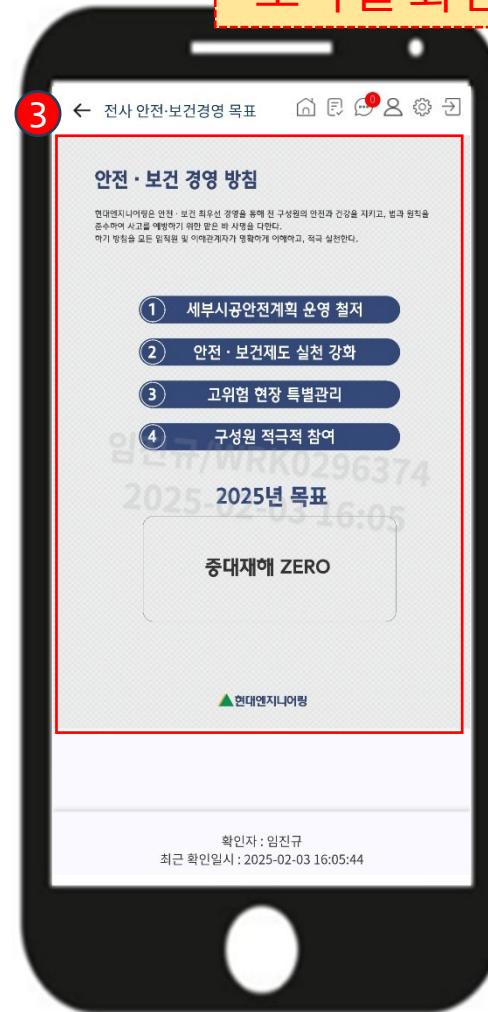 3
← 전사 안전·보건경영 목표
0
안전 · 보건 경영 방침
현대엔지니어링은 안전 · 보건 최우선 경영을 통해 전 구성원의 안전과 건강을 지키고, 법과 원칙을
준수하여 사고를 예방하기 위한 맡은 바 사명을 다한다.
하기 방침을 모든 임직원 및 이해관계자가 명확하게 이해하고, 적극 실천한다.
1 세부시공안전계획 운영 철저
2 안전 · 보건제도 실천 강화
3 고위험 현장 특별관리
4 구성원 적극적 참여
임진규/WRK0296374
2025-02-03 16:05
2025년 목표
중대재해 ZERO
현대엔지니어링
확인자 : 임진규
최근 확인일시 : 2025-02-03 16:05:44